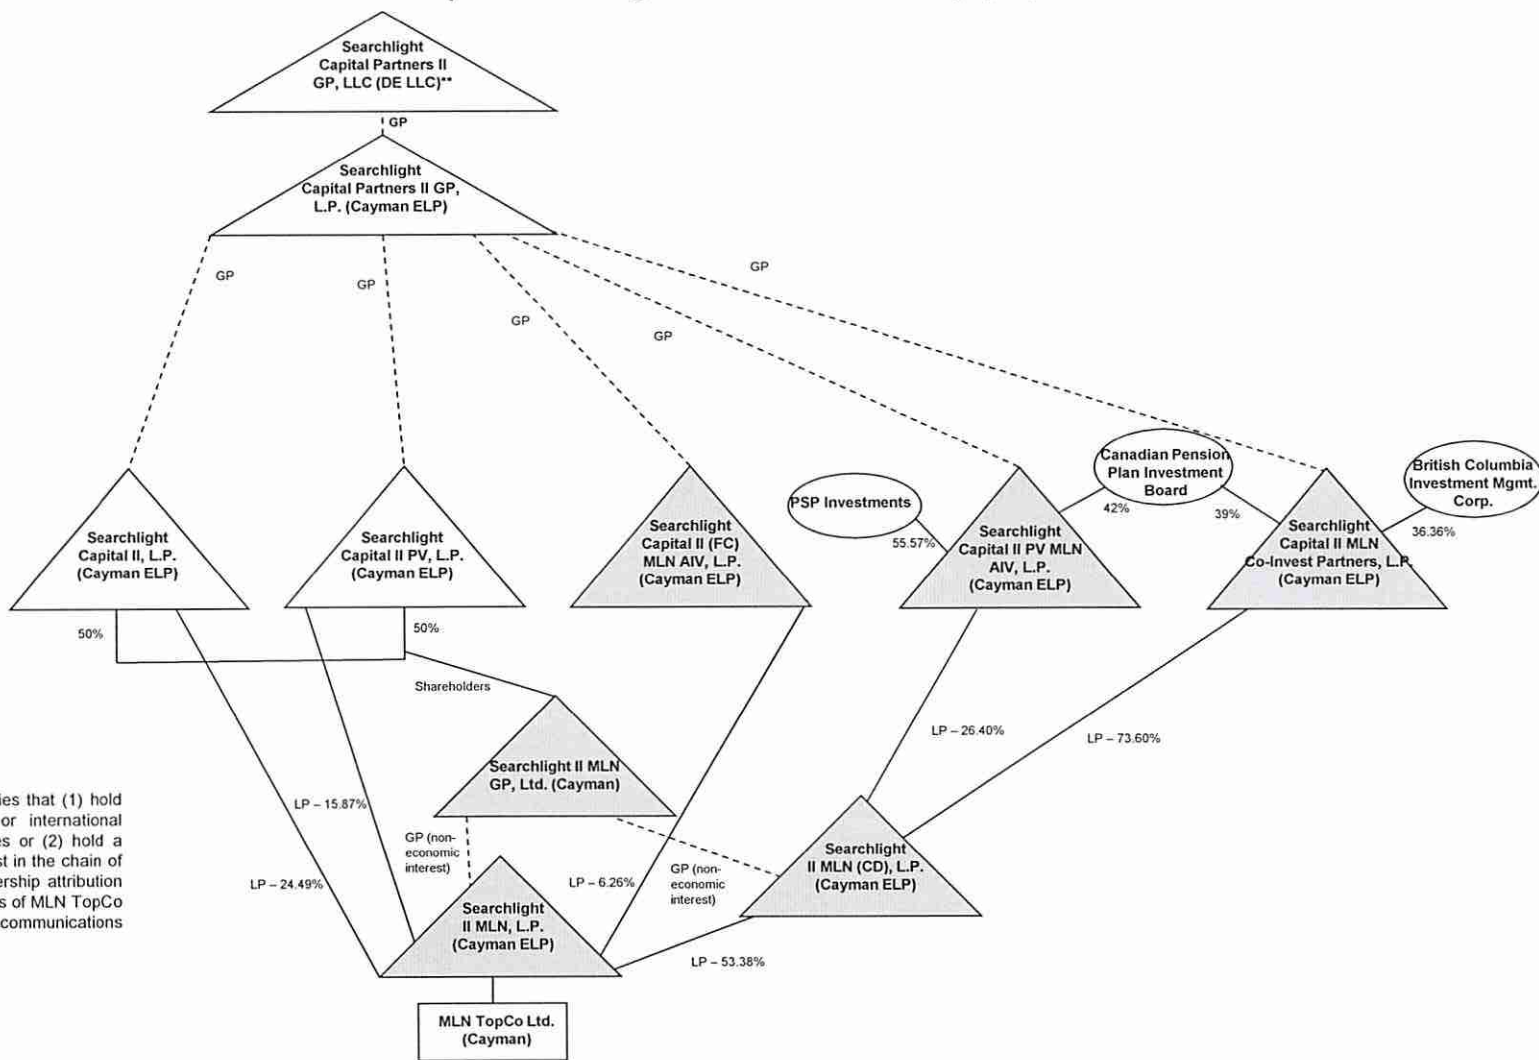 Searchlight
Capital Partners II
GP, LLC (DE LLC)**
GP
Searchlight
Capital Partners II GP,
L.P. (Cayman ELP)
GP
GP
GP
GP
GP
Searchlight
Capital II, L.P.
(Cayman ELP)
Searchlight
Capital II PV, L.P.
(Cayman ELP)
Searchlight
Capital II (FC)
MLN AIV, L.P.
(Cayman ELP)
PSP Investments
55.57%
Searchlight
Capital II PV MLN
AIV, L.P.
(Cayman ELP)
Canadian Pension
Plan Investment
Board
42%
39%
Searchlight
Capital II MLN
Co-Invest Partners, L.P.
(Cayman ELP)
British Columbia
Investment Mgmt.
Corp.
36.36%
50%
50%
Shareholders
Searchlight II MLN
GP, Ltd. (Cayman)
LP – 26.40%
LP – 73.60%
ies that (1) hold
or international
es or (2) hold a
st in the chain of
ership attribution
s of MLN TopCo
communications
LP – 15.87%
GP (non-
economic
interest)
LP – 24.49%
LP – 6.26%
GP (non-
economic
interest)
Searchlight
II MLN (CD), L.P.
(Cayman ELP)
Searchlight
II MLN, L.P.
(Cayman ELP)
LP – 53.38%
MLN TopCo Ltd.
(Cayman)